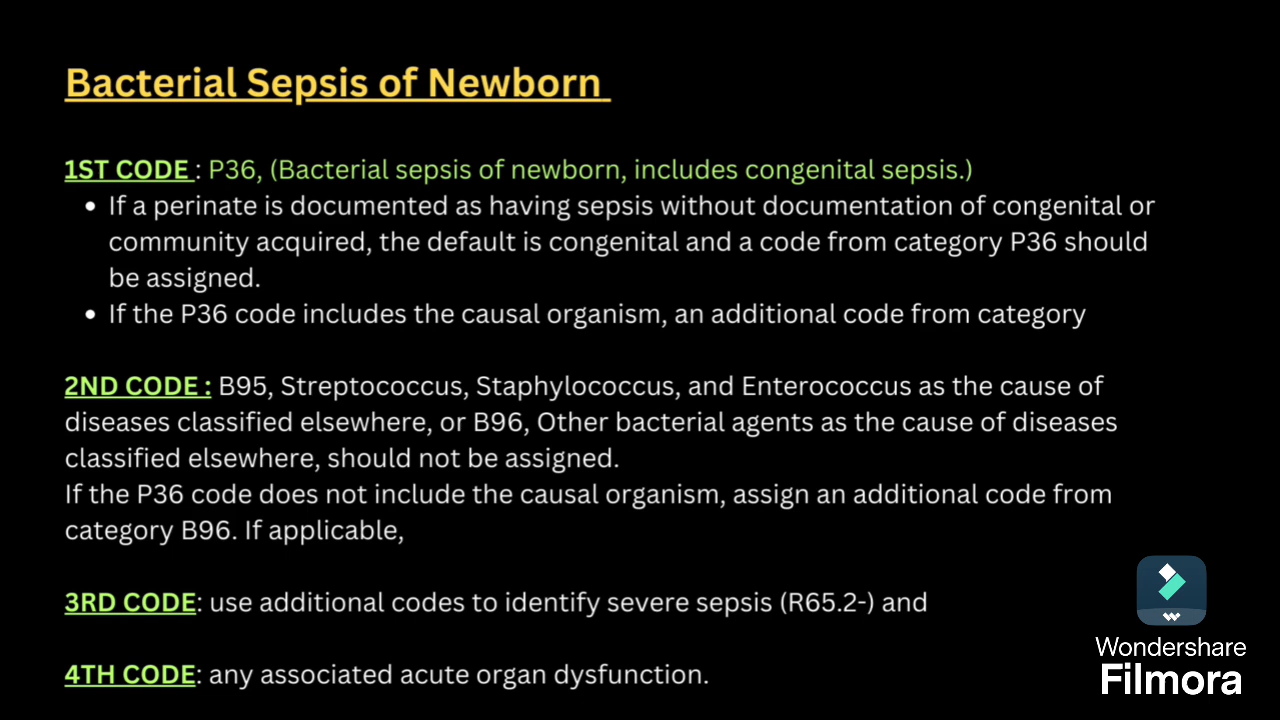 Bacterial Sepsis of Newborn
1ST CODE : P36, (Bacterial sepsis of newborn, includes congenital sepsis.)
• If a perinate is documented as having sepsis without documentation of congenital or
community acquired, the default is congenital and a code from category P36 should
be assigned.
• If the P36 code includes the causal organism, an additional code from category
2ND CODE : B95, Streptococcus, Staphylococcus, and Enterococcus as the cause of
diseases classified elsewhere, or B96, Other bacterial agents as the cause of diseases
classified elsewhere, should not be assigned.
If the P36 code does not include the causal organism, assign an additional code from
category B96. If applicable,
3RD CODE: use additional codes to identify severe sepsis (R65.2-) and
4TH CODE: any associated acute organ dysfunction.
Wondershare
Filmora